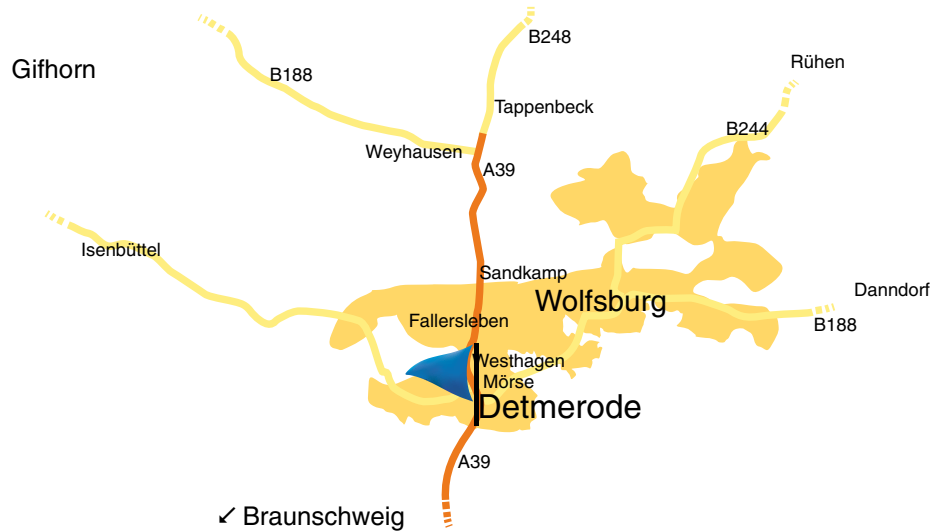 B248
Gifhorn
B188
Rühen
Tappenbeck
B244
Weyhausen
A39
Isenbüttel
Sandkamp
Danndorf
Wolfsburg
B188
Fallersleben
Westhagen
Mörse
Detmerode
A39
↙ Braunschweig